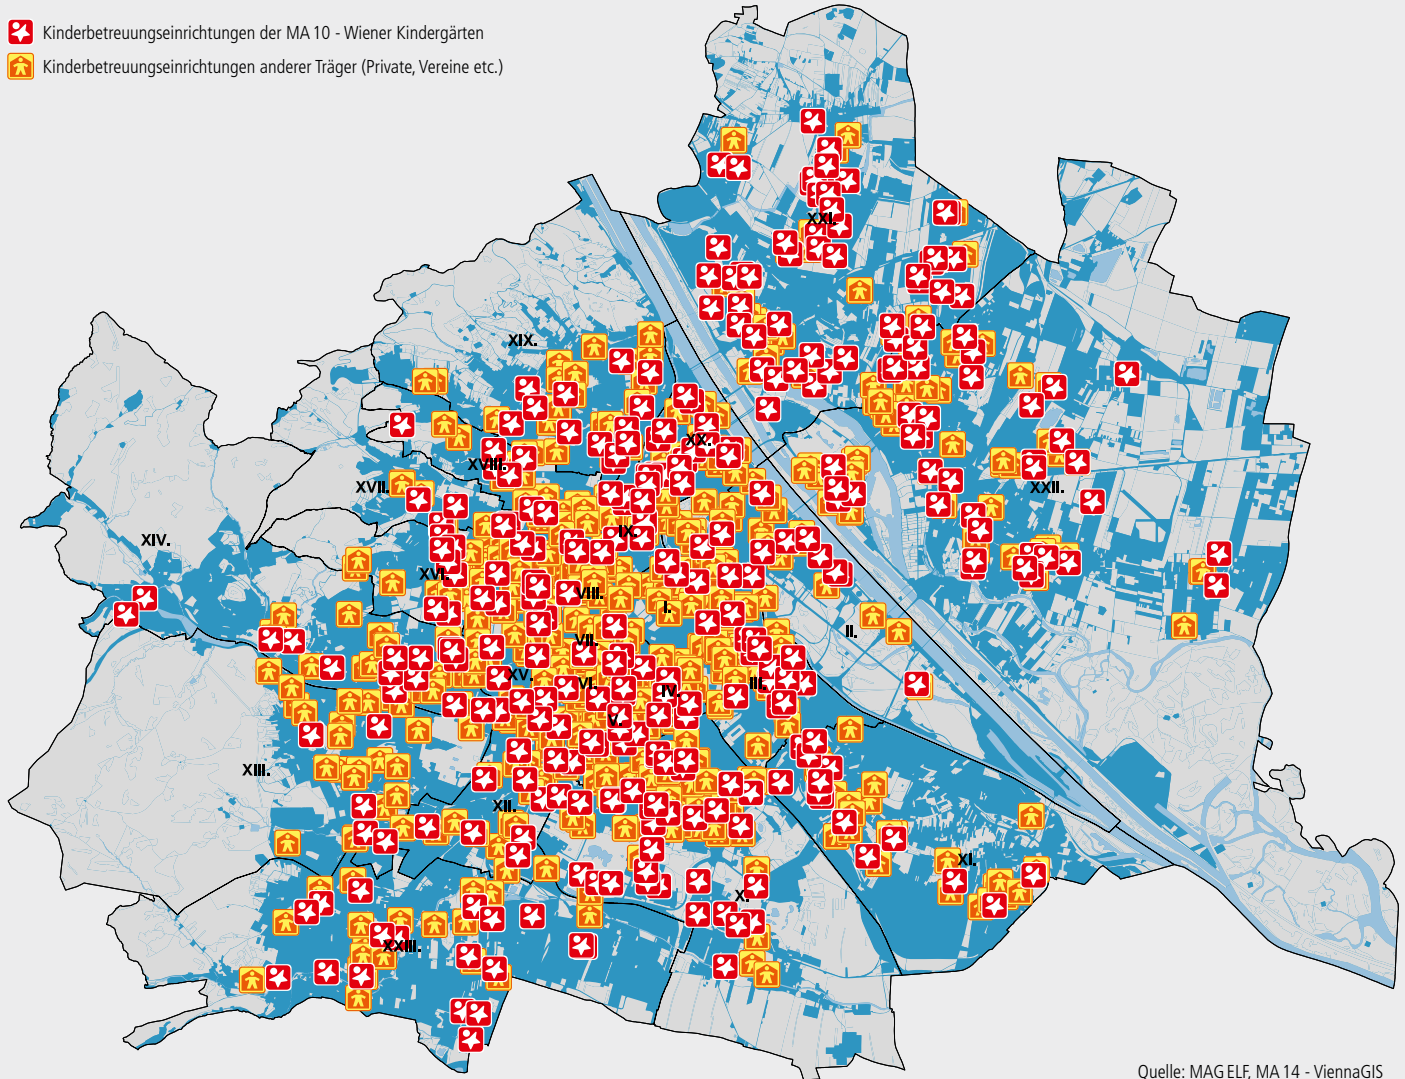 Kinderbetreuungseinrichtungen der MA 10 - Wiener Kindergärten
Kinderbetreuungseinrichtungen anderer Träger (Private, Vereine etc.)
XXI.
XIX.
XX.
XVIII.
XVII.
XXII.
IX.
XIV.
XVI.
VIII.
I.
II.
VII.
XV.
VI.
IV.
III.
V.
XIII.
XII.
XI.
X.
XXIII.
Quelle: MAG ELF, MA 14 - ViennaGIS